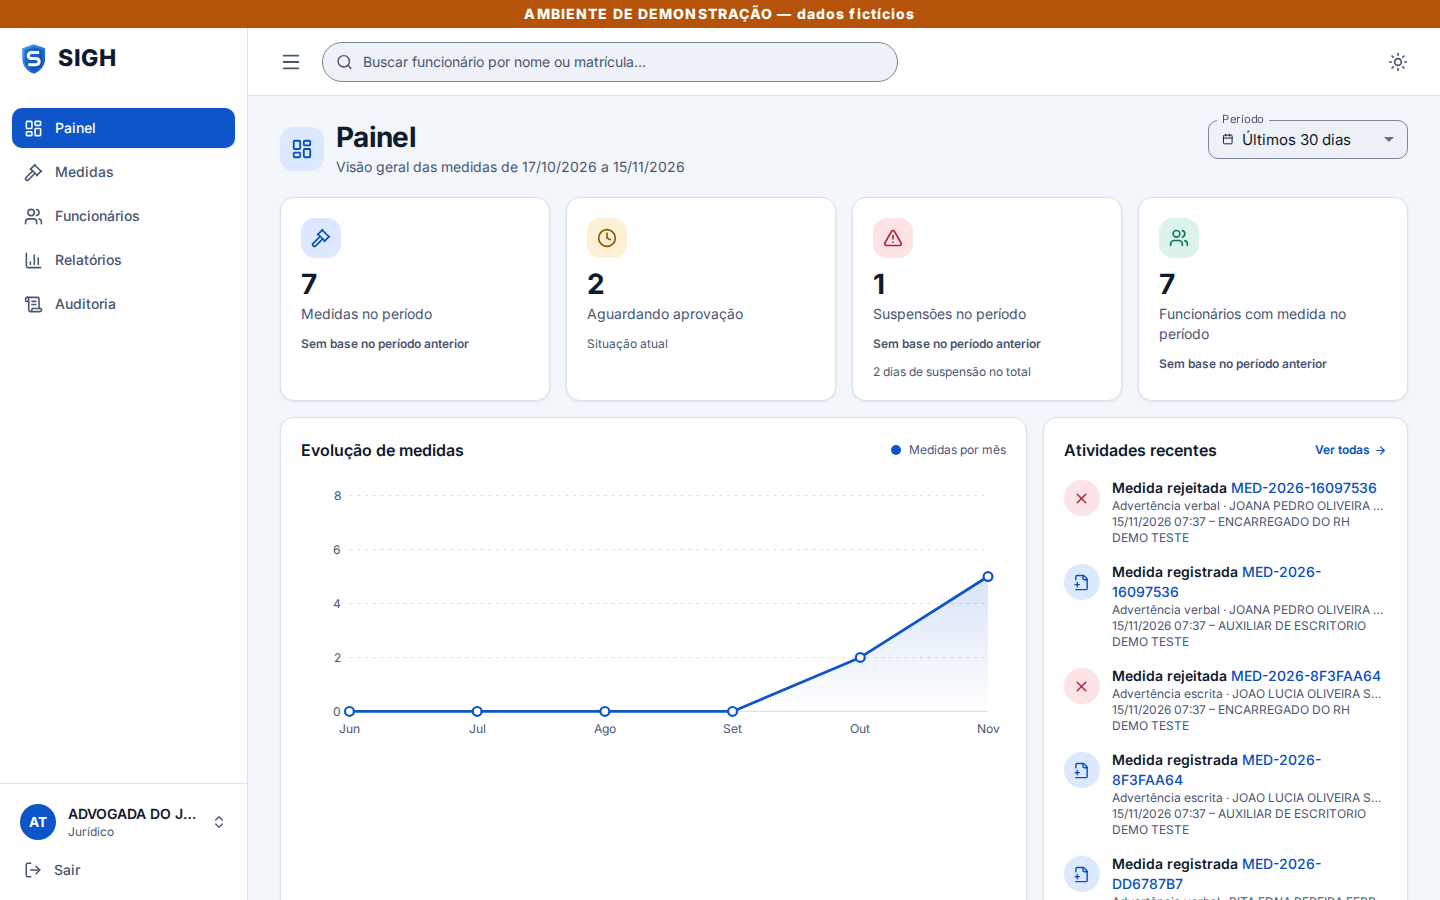 AMBIENTE DE DEMONSTRAÇÃO — dados fictícios
SIGH
Buscar funcionário por nome ou matrícula...
Painel
Medidas
Funcionários
Relatórios
Auditoria
AT
ADVOGADA DO J...
Jurídico
Sair
Painel
Visão geral das medidas de 17/10/2026 a 15/11/2026
Período
Últimos 30 dias
7
Medidas no período
Sem base no período anterior
2
Aguardando aprovação
Situação atual
1
Suspensões no período
Sem base no período anterior
2 dias de suspensão no total
7
Funcionários com medida no
período
Sem base no período anterior
Evolução de medidas
Medidas por mês
8
6
4
2
0
Jun
Jul
Ago
Set
Out
Nov
Atividades recentes
Ver todas
Medida rejeitada MED-2026-16097536
Advertência verbal · JOANA PEDRO OLIVEIRA ...
15/11/2026 07:37 – ENCARREGADO DO RH
DEMO TESTE
Medida registrada MED-2026-
16097536
Advertência verbal · JOANA PEDRO OLIVEIRA ...
15/11/2026 07:37 – AUXILIAR DE ESCRITORIO
DEMO TESTE
Medida rejeitada MED-2026-8F3FAA64
Advertência escrita · JOAO LUCIA OLIVEIRA S...
15/11/2026 07:37 – ENCARREGADO DO RH
DEMO TESTE
Medida registrada MED-2026-
8F3FAA64
Advertência escrita · JOAO LUCIA OLIVEIRA S...
15/11/2026 07:37 – AUXILIAR DE ESCRITORIO
DEMO TESTE
Medida registrada MED-2026-
DD6787B7